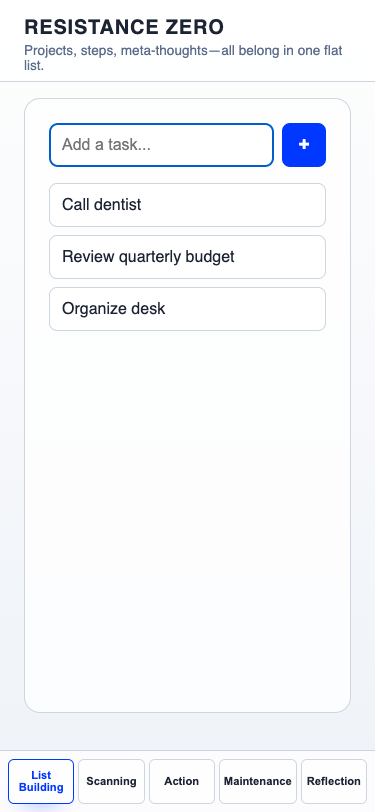 RESISTANCE ZERO
Projects, steps, meta-thoughts—all belong in one flat
list.
Add a task...
+
Call dentist
Review quarterly budget
Organize desk
List
Building
Scanning
Action
Maintenance
Reflection